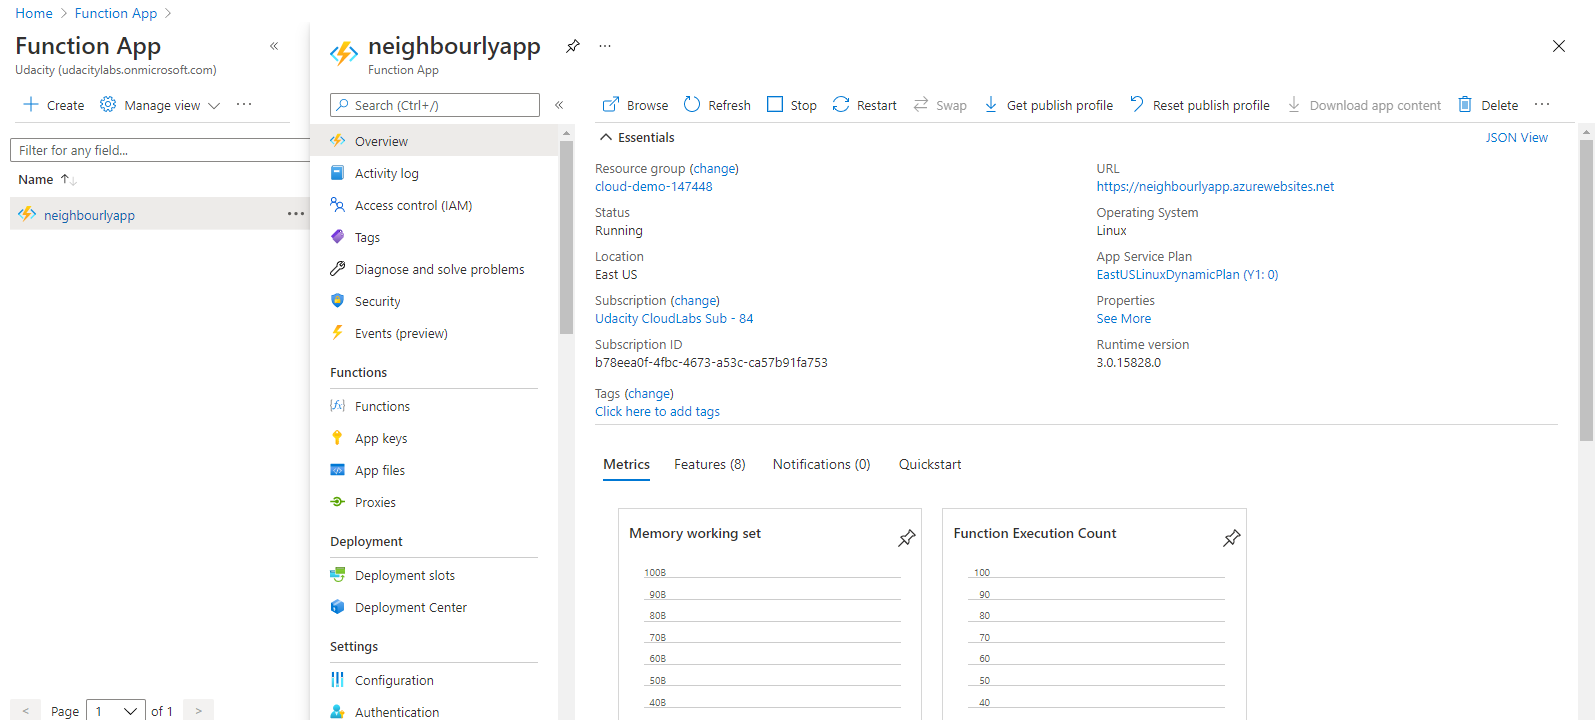 Home > Function App >
Function App
Udacity (udacitylabs.onmicrosoft.com)
Create Manage view ...
Filter for any field...
Name
neighbourlyapp ...
< Page 1 of 1 >
neighbourlyapp ...
Function App
Search (Ctrl+/)
Overview
Activity log
Access control (IAM)
Tags
Diagnose and solve problems
Security
Events (preview)
Functions
Functions
App keys
App files
Proxies
Deployment
Deployment slots
Deployment Center
Settings
Configuration
Authentication
Browse Refresh Stop Restart Swap Get publish profile Reset publish profile Download app content Delete ...
Essentials
JSON View
Resource group (change)
cloud-demo-147448
Status
Running
Location
East US
Subscription (change)
Udacity CloudLabs Sub - 84
Subscription ID
b78eea0f-4fbc-4673-a53c-ca57b91fa753
Tags (change)
Click here to add tags
URL
https://neighbourlyapp.azurewebsites.net
Operating System
Linux
App Service Plan
EastUSLinuxDynamicPlan (Y1: 0)
Properties
See More
Runtime version
3.0.15828.0
Metrics Features (8) Notifications (0) Quickstart
Memory working set
100B
90B
80B
70B
60B
50B
40B
Function Execution Count
100
90
80
70
60
50
40